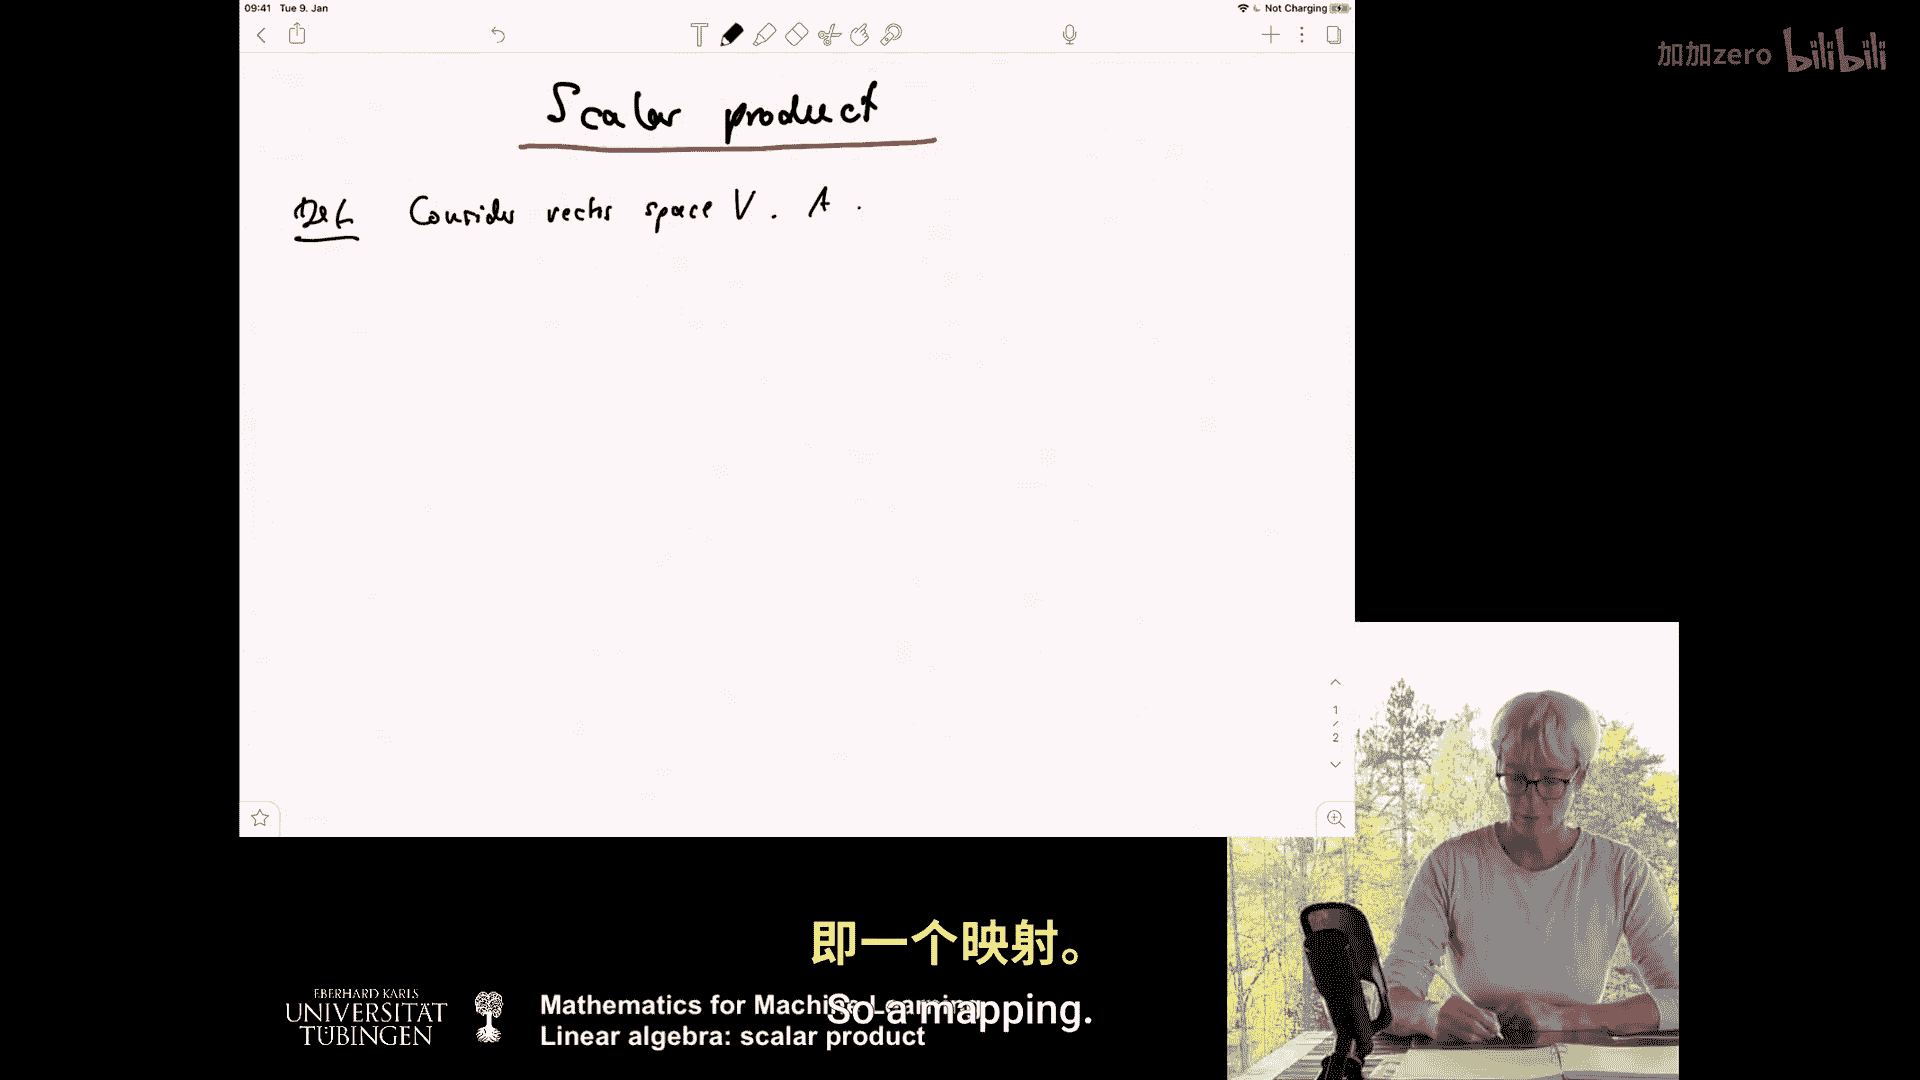 09:41 Tue 9. Jan
Not Charging
加加zero bilibili
T
Scalar product
Def Consider vector space V. A
1
/
2
即一个映射。
So a mapping.
EBERHARD KARLS
UNIVERSITÄT
TÜBINGEN
Mathematics for Machine Learning
Linear algebra: scalar product